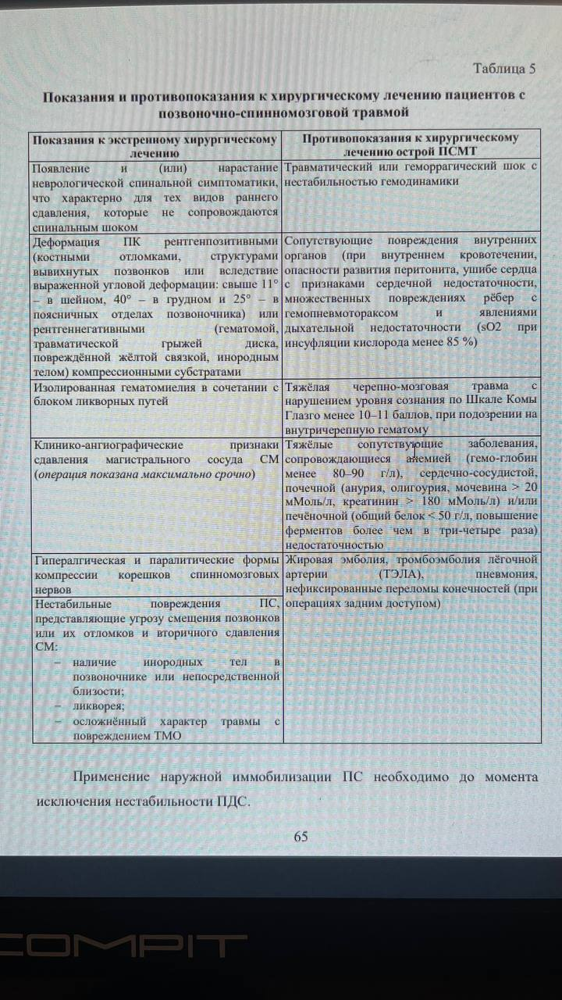 Таблица 5
Показания и противопоказания к хирургическому лечению пациентов с
позвоночно-спинномозговой травмой
Показания к экстренному хирургическому
лечению
Противопоказания к хирургическому
лечению острой ПСМТ
Появление и (или) нарастание
неврологической спинальной симптоматики,
что характерно для тех видов раннего
сдавления, которые не сопровождаются
спинальным шоком
Травматический или геморрагический шок с
нестабильностью гемодинамики
Деформация ПК рентгенпозитивными
(костными отломками, структурами
вывихнутых позвонков или вследствие
выраженной угловой деформации: свыше 11°
– в шейном, 40° – в грудном и 25° – в
поясничных отделах позвоночника) или
рентгеннегативными (гематомой,
травматической грыжей диска,
повреждённой жёлтой связкой, инородным
телом) компрессионными субстратами
Сопутствующие повреждения внутренних
органов (при внутреннем кровотечении,
опасности развития перитонита, ушибе сердца
с признаками сердечной недостаточности,
множественных повреждениях рёбер с
гемопневмотораксом и явлениями
дыхательной недостаточности (sO2 при
инсуфляции кислорода менее 85 %)
Изолированная гематомиелия в сочетании с
блоком ликворных путей
Тяжёлая черепно-мозговая травма с
нарушением уровня сознания по Шкале Комы
Глазго менее 10–11 баллов, при подозрении на
внутричерепную гематому
Клинико-ангиографические признаки
сдавления магистрального сосуда СМ
(операция показана максимально срочно)
Тяжёлые сопутствующие заболевания,
сопровождающиеся анемией (гемо-глобин
менее 80–90 г/л), сердечно-сосудистой,
почечной (анурия, олигоурия, мочевина > 20
мМоль/л, креатинин > 180 мМоль/л) и/или
печёночной (общий белок < 50 г/л, повышение
ферментов более чем в три-четыре раза)
недостаточностью
Гипералгическая и паралитические формы
компрессии корешков спинномозговых
нервов
Жировая эмболия, тромбоэмболия лёгочной
артерии (ТЭЛА), пневмония,
нефиксированные переломы конечностей (при
операциях задним доступом)
Нестабильные повреждения ПС,
представляющие угрозу смещения позвонков
или их отломков и вторичного сдавления
СМ:
– наличие инородных тел в
позвоночнике или непосредственной
близости;
– ликворея;
– осложнённый характер травмы с
повреждением ТМО
Применение наружной иммобилизации ПС необходимо до момента
исключения нестабильности ПДС.
65
COMPIT